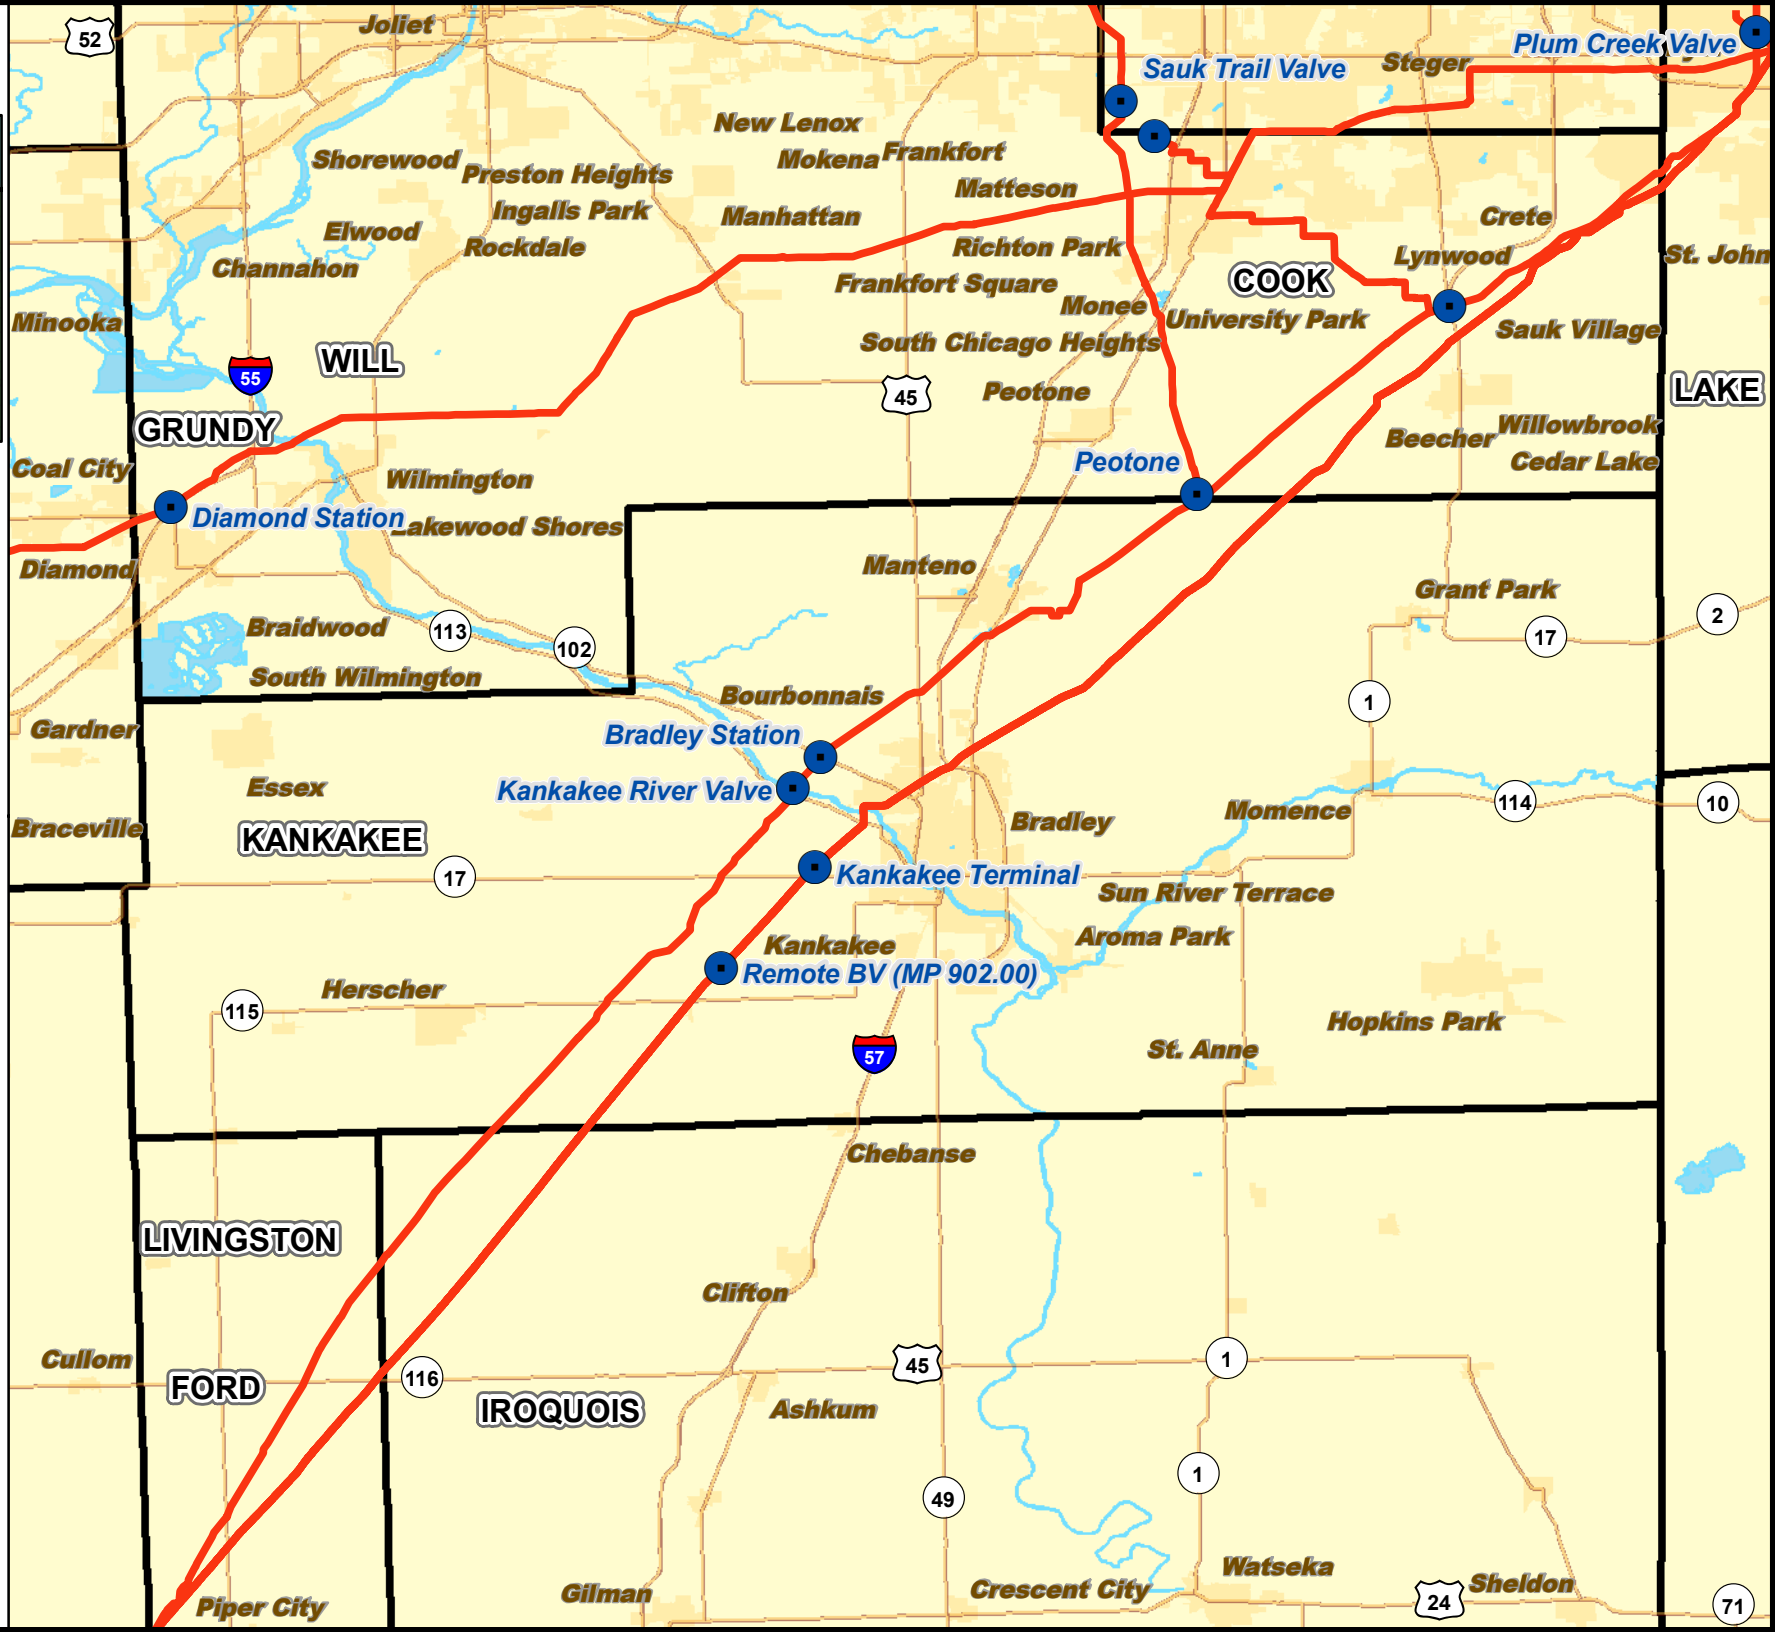 Joliet
52
Plum Creek Valve
Steger
Sauk Trail Valve
New Lenox
Shorewood
Mokena
Frankfort
Preston Heights
Matteson
Ingalls Park
Manhattan
Crete
Elwood
Rockdale
Richton Park
Lynwood
St. John
Channahon
COOK
Frankfort Square
Monee
Minooka
University Park
Sauk Village
South Chicago Heights
WILL
55
Peotone
LAKE
45
GRUNDY
Willowbrook
Beecher
Coal City
Peotone
Cedar Lake
Wilmington
Diamond Station
Lakewood Shores
Diamond
Manteno
Grant Park
2
Braidwood
113
17
102
South Wilmington
Bourbonnais
1
Gardner
Bradley Station
Essex
Kankakee River Valve
114
10
Momence
Braceville
Bradley
KANKAKEE
17
Kankakee Terminal
Sun River Terrace
Kankakee
Aroma Park
Remote BV (MP 902.00)
Herscher
115
Hopkins Park
57
St. Anne
Chebanse
LIVINGSTON
Clifton
Cullom
45
1
116
FORD
IROQUOIS
Ashkum
1
49
Watseka
Gilman
Crescent City
Sheldon
24
Piper City
71